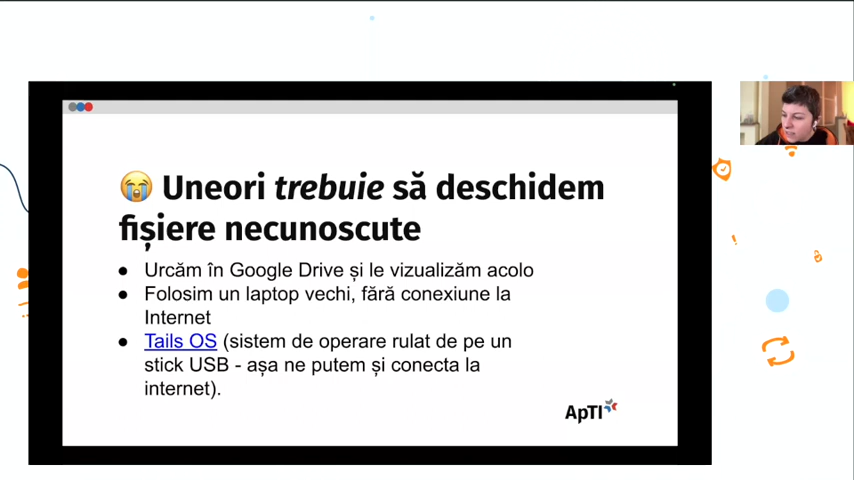 😭 Uneori trebuie să deschidem
fișiere necunoscute
● Urcăm în Google Drive și le vizualizăm acolo
● Folosim un laptop vechi, fără conexiune la
Internet
● Tails OS (sistem de operare rulat de pe un
stick USB - așa ne putem și conecta la
internet).
ApTI